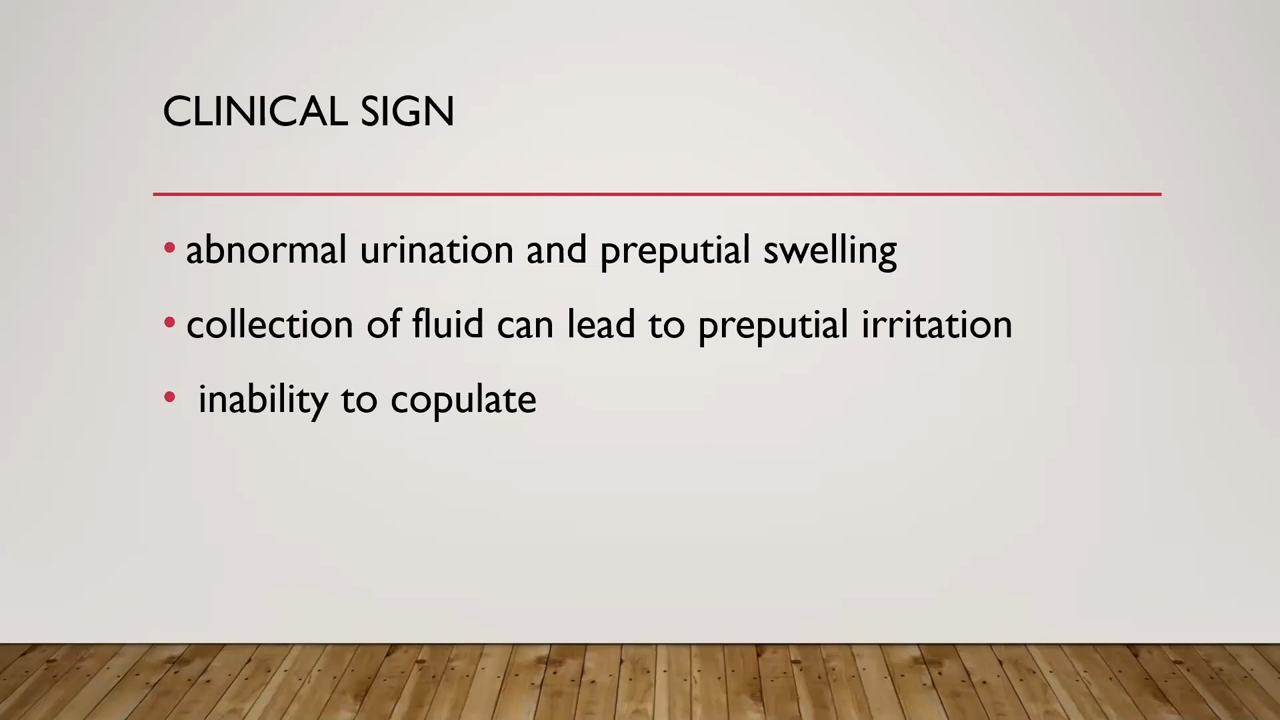 CLINICAL SIGN
• abnormal urination and preputial swelling
• collection of fluid can lead to preputial irritation
• inability to copulate